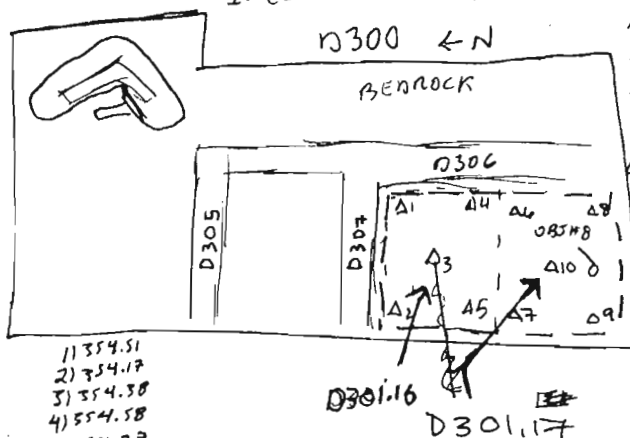 D300 ← N
BEDROCK
D306
D305
D307
Δ1 Δ4 Δ6 Δ8
OBJ#8
Δ3 Δ10
Δ2 Δ5 Δ7 Δ9
1) 354.51
2) 354.17
3) 354.38
4) 354.58
D301.16
D301.17